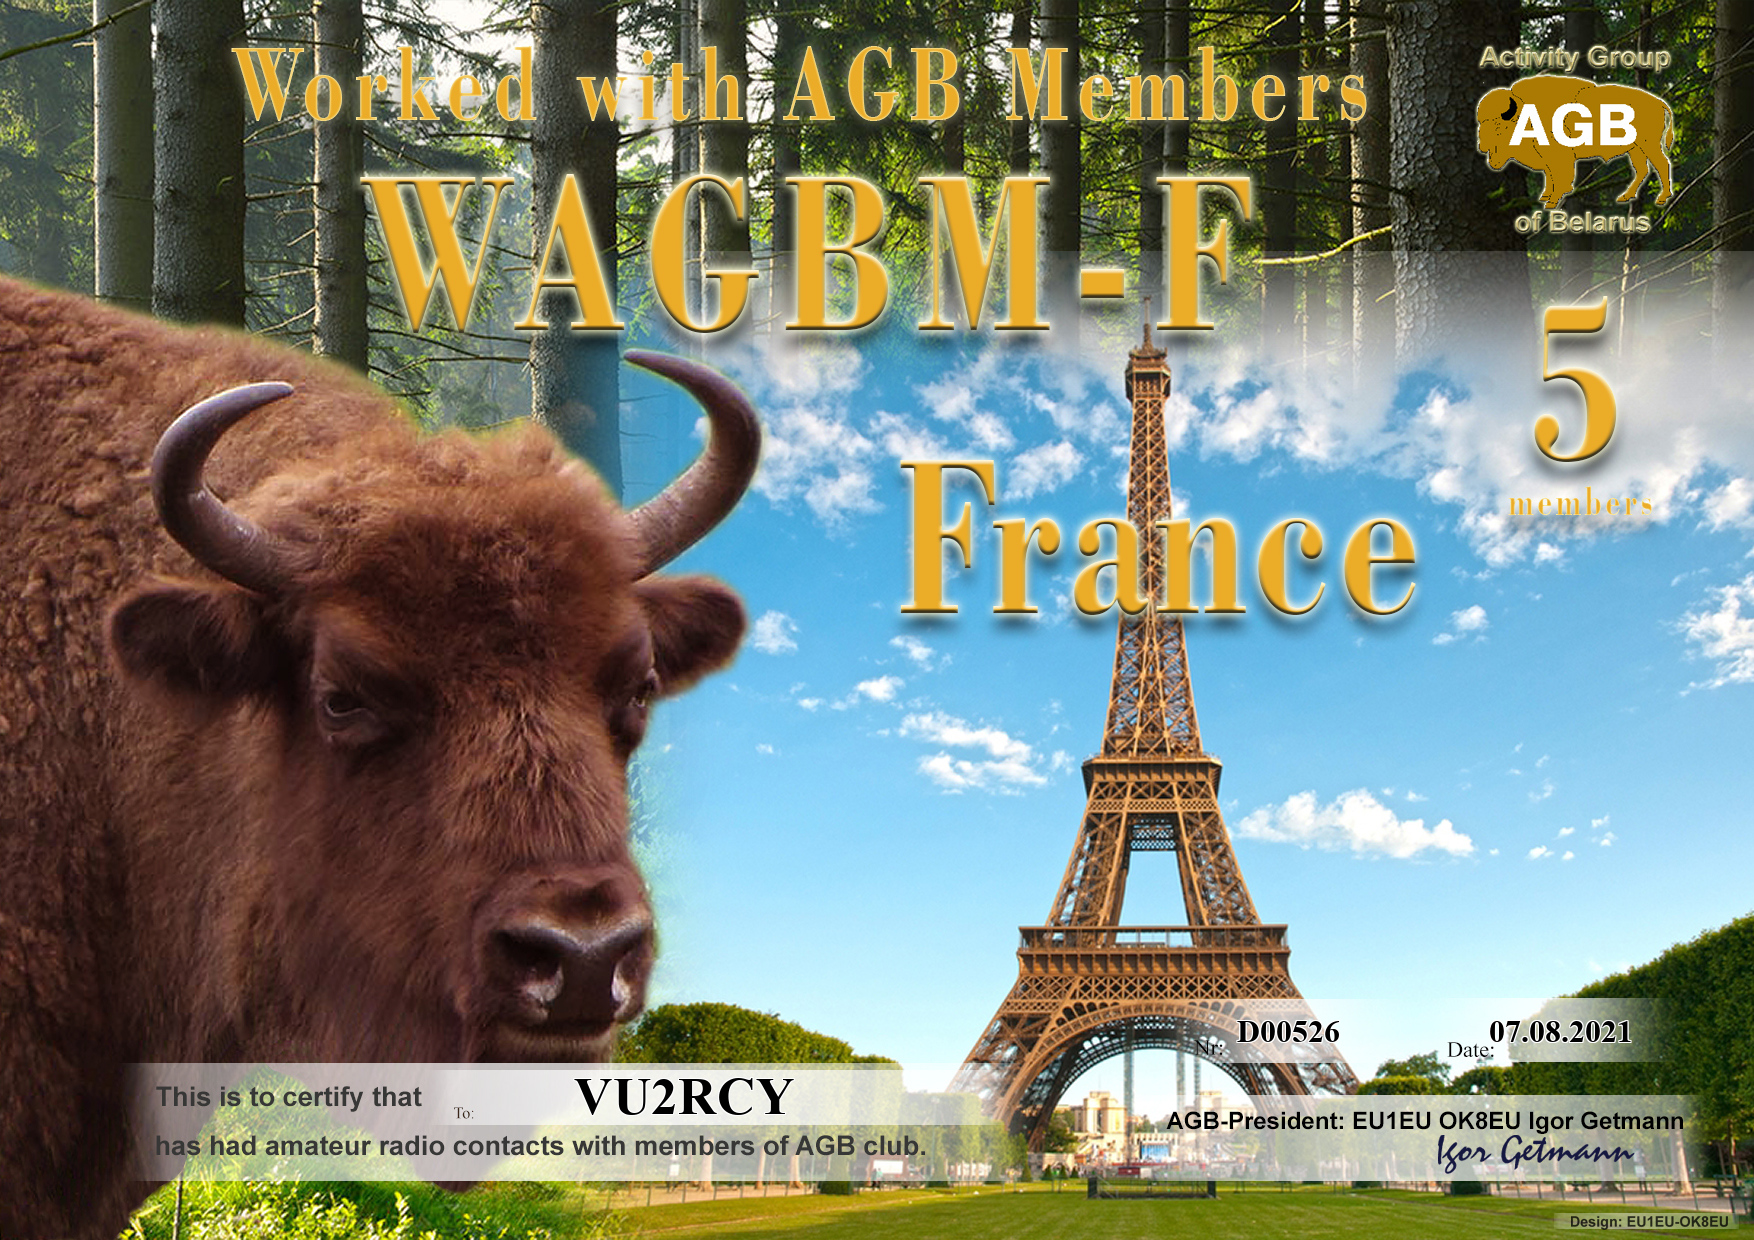 Worked with AGB Members
WAGBM-F
Activity Group
AGB
of Belarus
5
members
France
Nr: D00526
Date: 07.08.2021
This is to certify that
To: VU2RCY
has had amateur radio contacts with members of AGB club.
AGB-President: EU1EU OK8EU Igor Getmann
Igor Getmann
Design: EU1EU-OK8EU